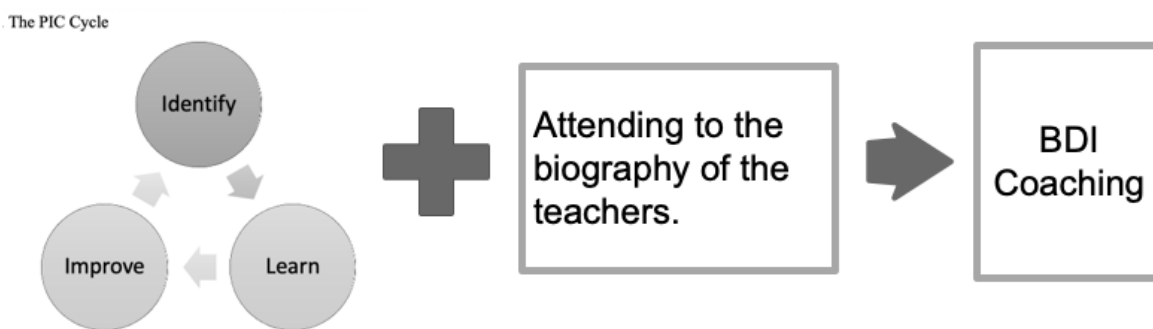 The PIC Cycle
Identify
Improve
Learn
Attending to the
biography of the
teachers.
BDI
Coaching